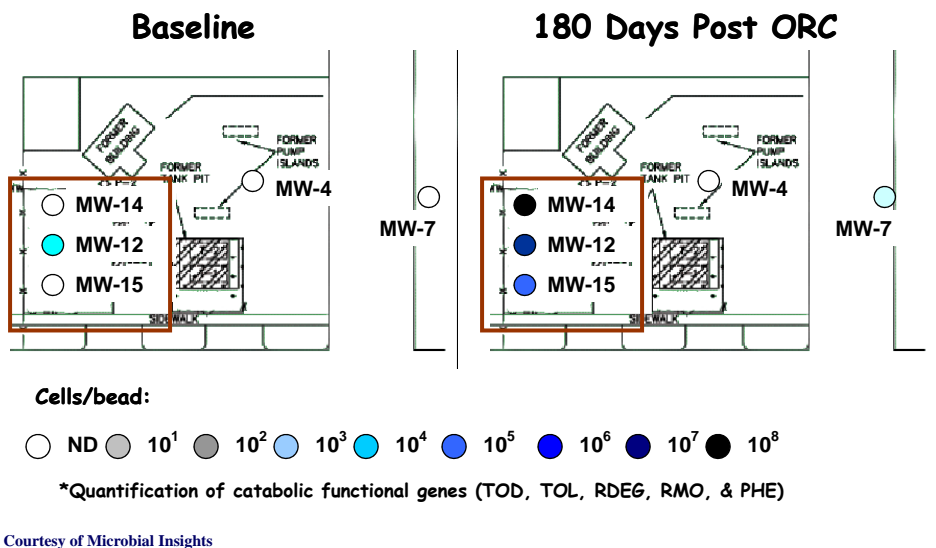 Baseline
180 Days Post ORC
FORMER
BUILDING
FORMER
PUMP
ISLANDS
FORMER
TANK PIT
MW-4
MW-7
MW-14
MW-12
MW-15
SIDEWALK
FORMER
BUILDING
FORMER
PUMP
ISLANDS
FORMER
TANK PIT
MW-4
MW-7
MW-14
MW-12
MW-15
SIDEWALK
Cells/bead:
ND 10¹ 10² 10³ 10⁴ 10⁵ 10⁶ 10⁷ 10⁸
*Quantification of catabolic functional genes (TOD, TOL, RDEG, RMO, & PHE)
Courtesy of Microbial Insights